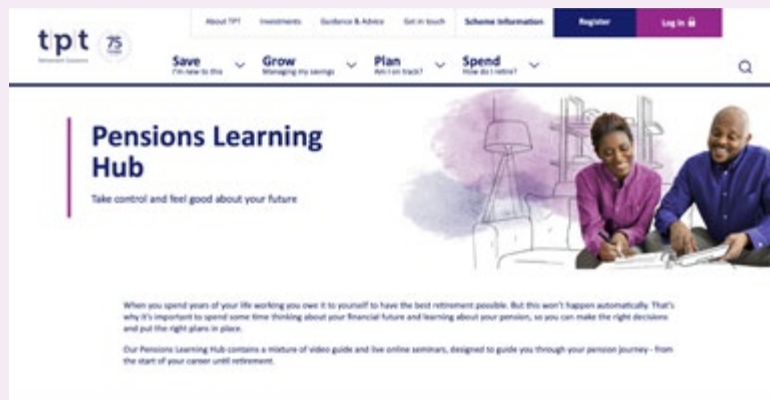 About TPT Investments Guidance & Advice Get in touch Scheme Information Register Log in
tpt 75
Retirement Solutions
Save Grow Plan Spend
I'm new to this Managing my savings Am I on track? How do I retire?
Pensions Learning
Hub
Take control and feel good about your future
When you spend years of your life working you owe it to yourself to have the best retirement possible. But this won't happen automatically. That's
why it's important to spend some time thinking about your financial future and learning about your pension, so you can make the right decisions
and put the right plans in place.
Our Pensions Learning Hub contains a mixture of video guide and live online seminars, designed to guide you through your pension journey - from
the start of your career until retirement.